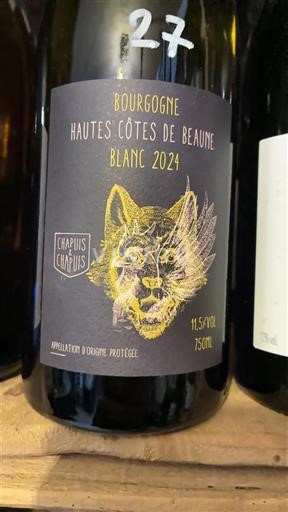 27
BOURGOGNE
HAUTES CÔTES DE BEAUNE
BLANC 2024
CHAPUIS
& CHAPUIS
11,5%VOL
750ML
APPELLATION D'ORIGINE PROTÉGÉE